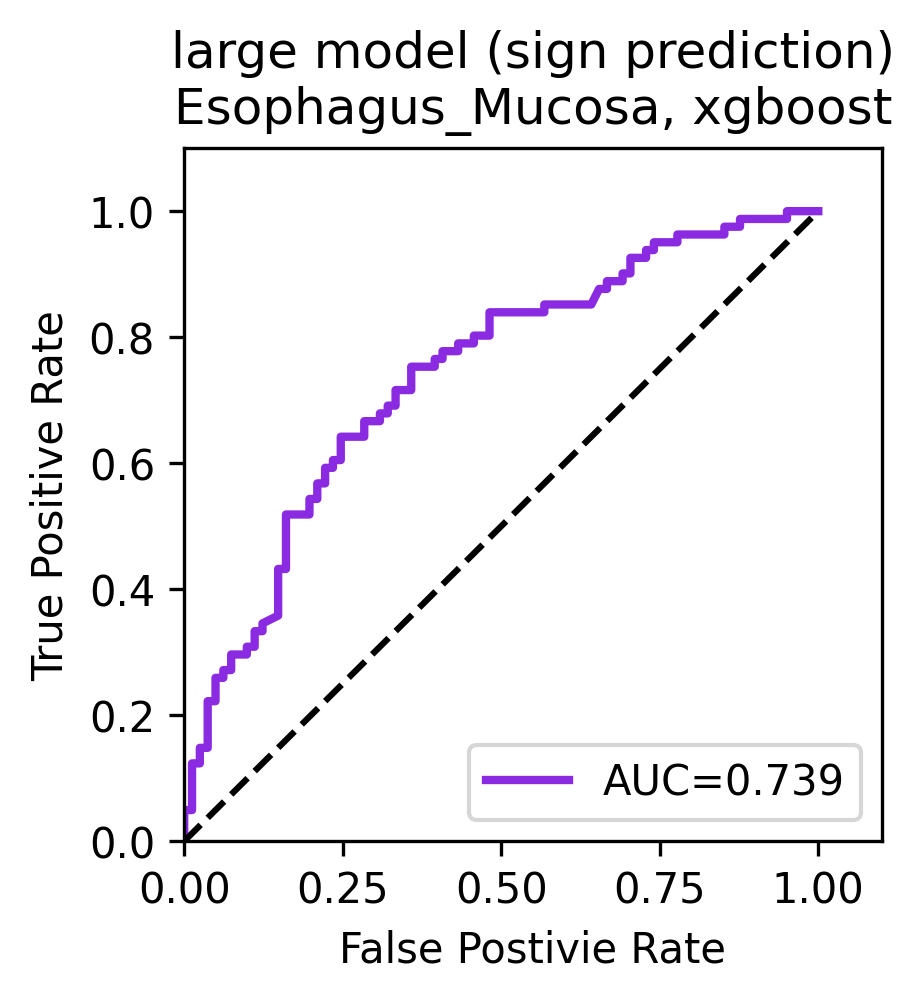 large model (sign prediction)
Esophagus_Mucosa, xgboost
1.0
0.8
0.6
0.4
0.2
0.0
True Positive Rate
AUC=0.739
0.00 0.25 0.50 0.75 1.00
False Postivie Rate